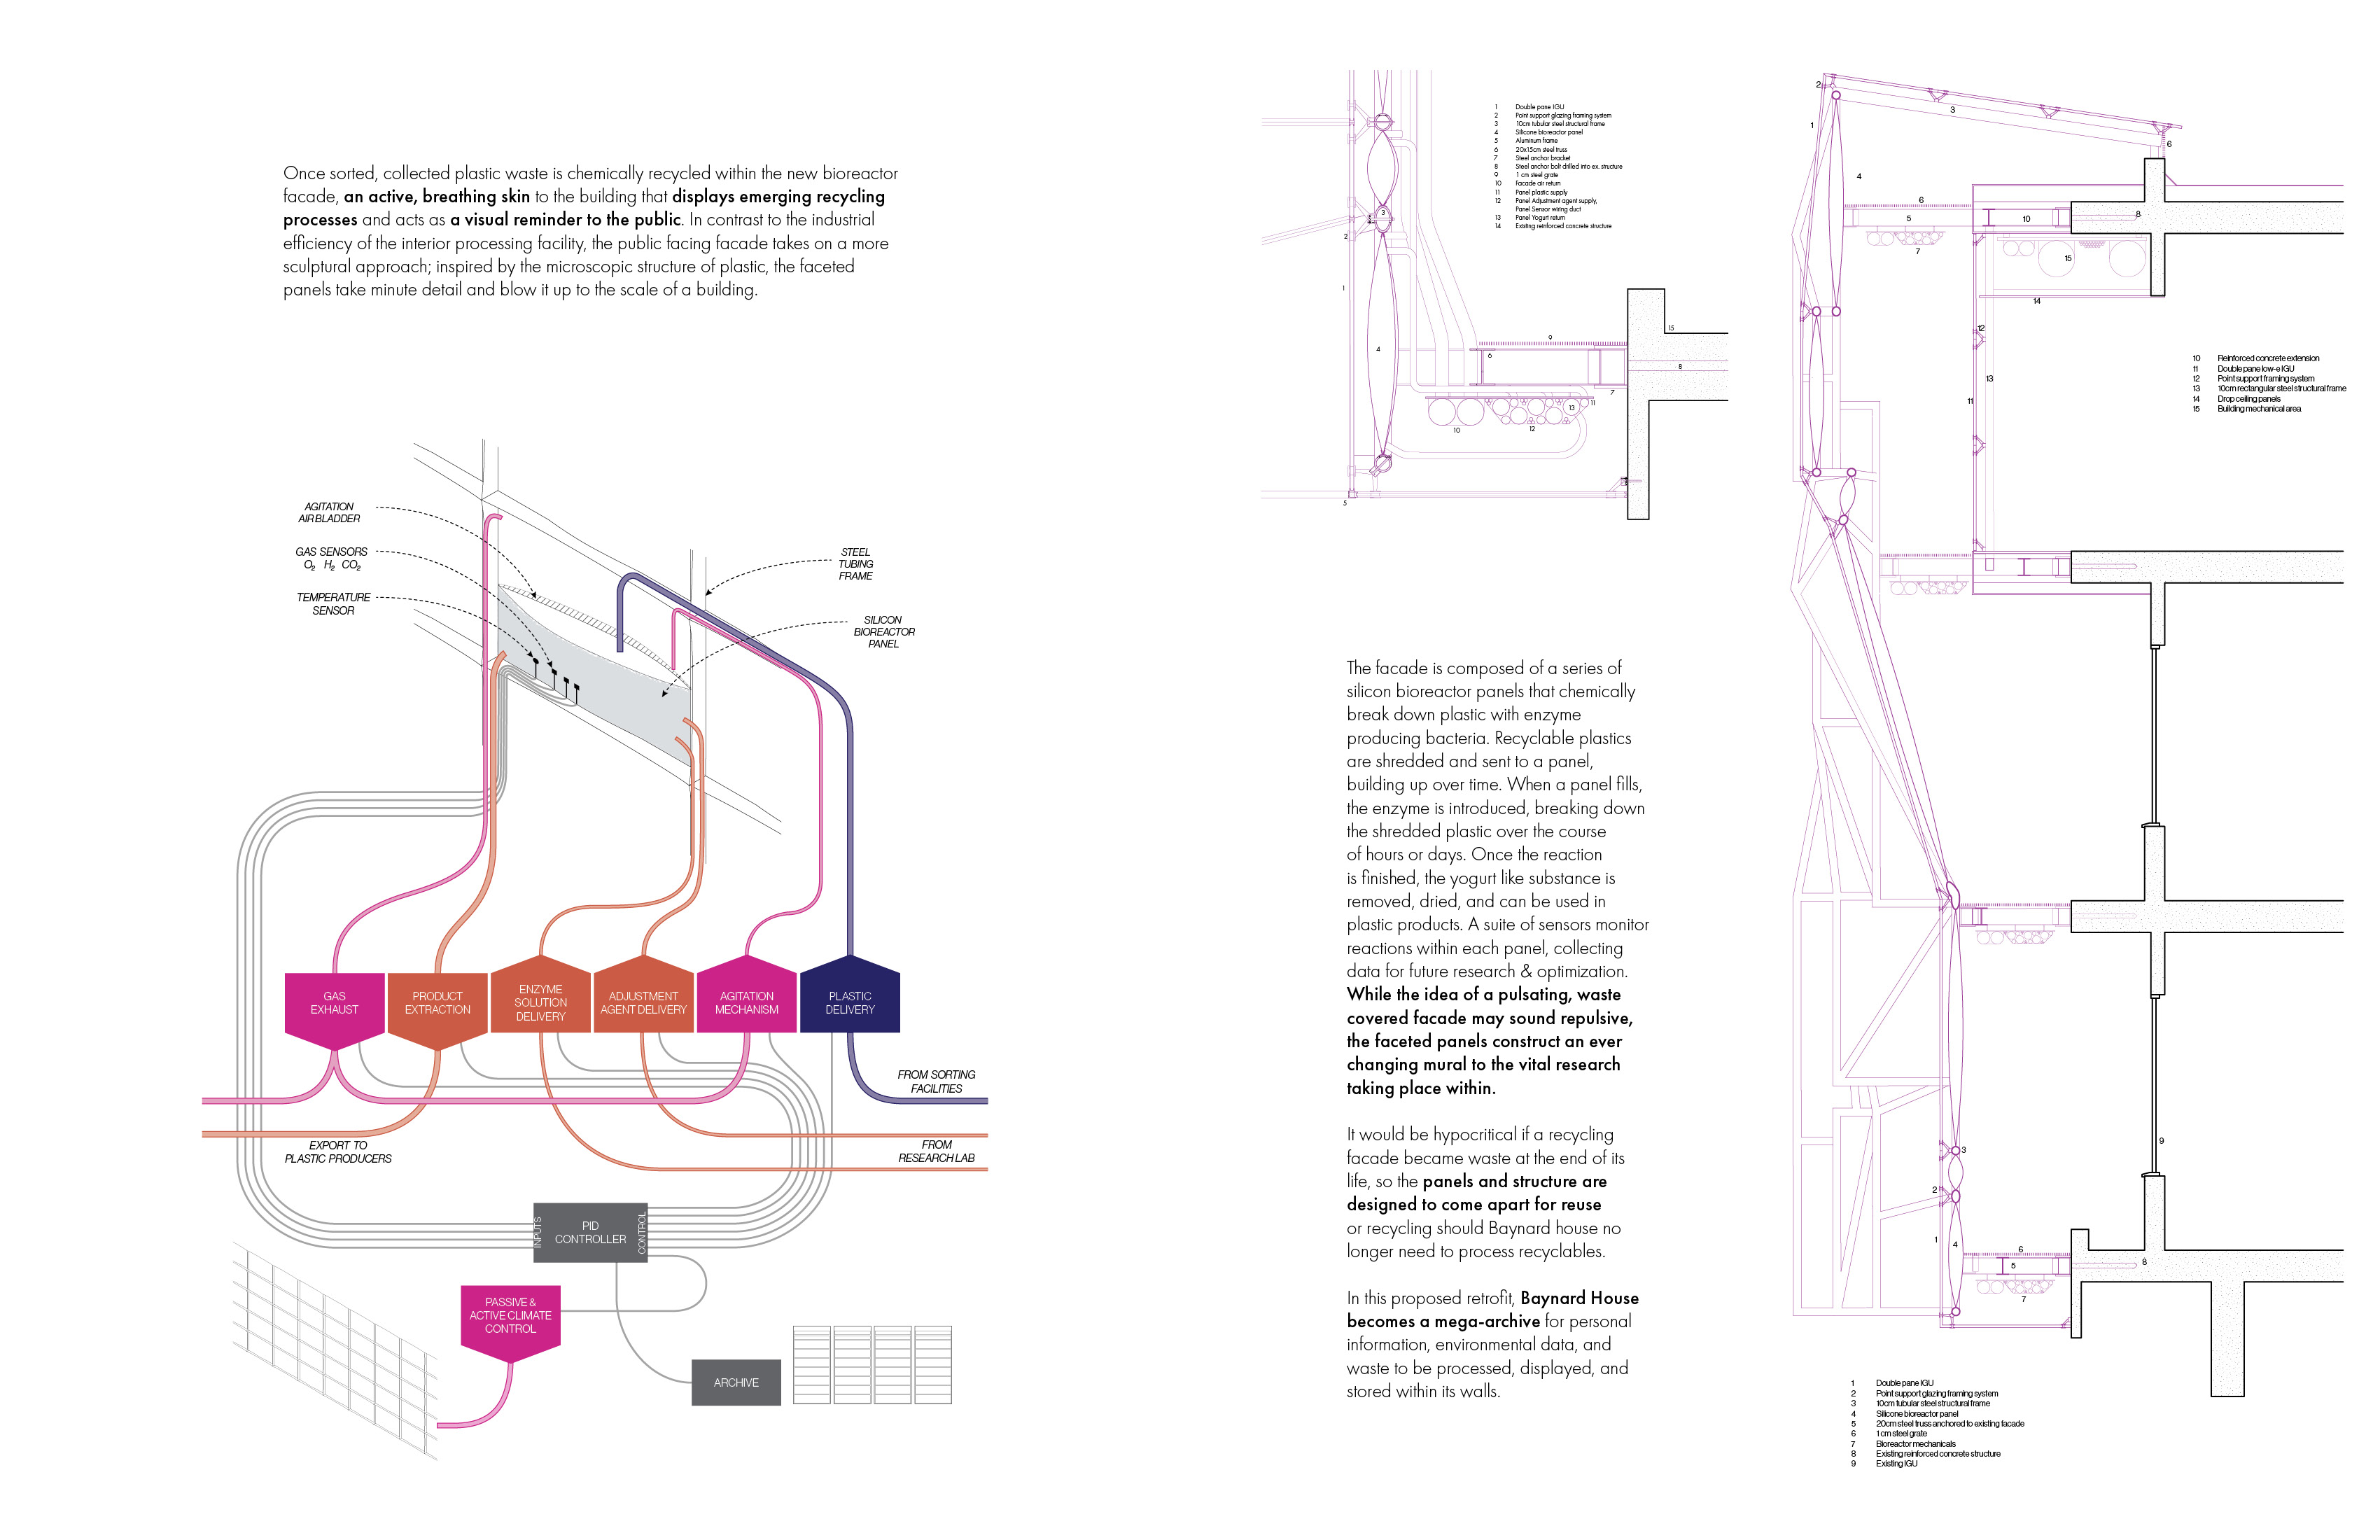 Once sorted, collected plastic waste is chemically recycled within the new bioreactor
facade, an active, breathing skin to the building that displays emerging recycling
processes and acts as a visual reminder to the public. In contrast to the industrial
efficiency of the interior processing facility, the public facing facade takes on a more
sculptural approach; inspired by the microscopic structure of plastic, the faceted
panels take minute detail and blow it up to the scale of a building.
AGITATION
AIR BLADDER
GAS SENSORS
O₂ H₂ CO₂
TEMPERATURE
SENSOR
STEEL
TUBING
FRAME
SILICON
BIOREACTOR
PANEL
GAS
EXHAUST
PRODUCT
EXTRACTION
ENZYME
SOLUTION
DELIVERY
ADJUSTMENT
AGENT DELIVERY
AGITATION
MECHANISM
PLASTIC
DELIVERY
FROM SORTING
FACILITIES
EXPORT TO
PLASTIC PRODUCERS
FROM
RESEARCH LAB
INPUTS
PID
CONTROLLER
CONTROL
PASSIVE &
ACTIVE CLIMATE
CONTROL
ARCHIVE
1 Double pane IGU
2 Point support glazing framing system
3 10cm tubular steel structural frame
4 Silicone bioreactor panel
5 Aluminum frame
6 20x15cm steel truss
7 Steel anchor bracket
8 Steel anchor bolt drilled into ex. structure
9 1 cm steel grate
10 Facade air return
11 Panel plastic supply
12 Panel Adjustment agent supply,
Panel Sensor wiring duct
13 Panel Yogurt return
14 Existing reinforced concrete structure
3
2
1
4
9
6
15
8
7
11
13
10
12
5
The facade is composed of a series of
silicon bioreactor panels that chemically
break down plastic with enzyme
producing bacteria. Recyclable plastics
are shredded and sent to a panel,
building up over time. When a panel fills,
the enzyme is introduced, breaking down
the shredded plastic over the course
of hours or days. Once the reaction
is finished, the yogurt like substance is
removed, dried, and can be used in
plastic products. A suite of sensors monitor
reactions within each panel, collecting
data for future research & optimization.
While the idea of a pulsating, waste
covered facade may sound repulsive,
the faceted panels construct an ever
changing mural to the vital research
taking place within.
It would be hypocritical if a recycling
facade became waste at the end of its
life, so the panels and structure are
designed to come apart for reuse
or recycling should Baynard house no
longer need to process recyclables.
In this proposed retrofit, Baynard House
becomes a mega-archive for personal
information, environmental data, and
waste to be processed, displayed, and
stored within its walls.
2
3
1
6
4
6
5
10
8
7
15
14
12
13
11
10 Reinforced concrete extension
11 Double pane low-e IGU
12 Point support framing system
13 10cm rectangular steel structural frame
14 Drop ceiling panels
15 Building mechanical area
9
3
2
1
4
6
5
8
7
1 Double pane IGU
2 Point support glazing framing system
3 10cm tubular steel structural frame
4 Silicone bioreactor panel
5 20cm steel truss anchored to existing facade
6 1 cm steel grate
7 Bioreactor mechanicals
8 Existing reinforced concrete structure
9 Existing IGU